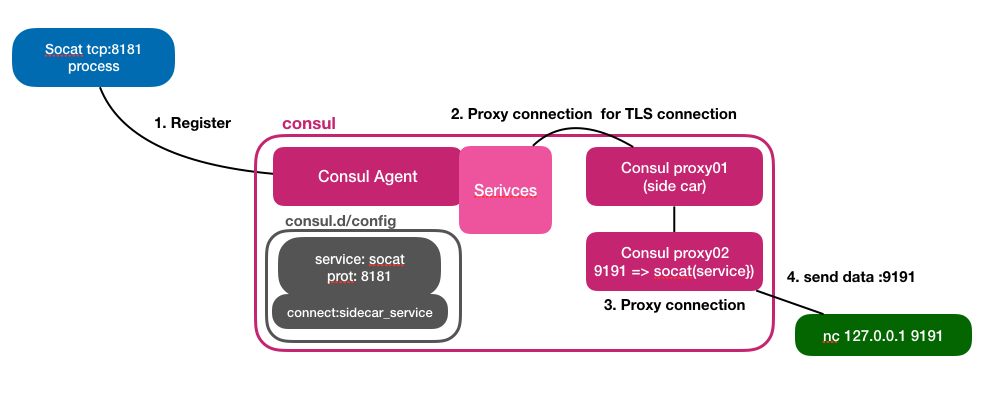 Socat tcp:8181
process
1. Register
2. Proxy connection  for TLS connection
consul
Consul Agent
Serivces
Consul proxy01
(side car)
consul.d/config
service: socat
prot: 8181
connect:sidecar_service
Consul proxy02
9191 => socat(service})
3. Proxy connection
4. send data :9191
nc 127.0.0.1 9191